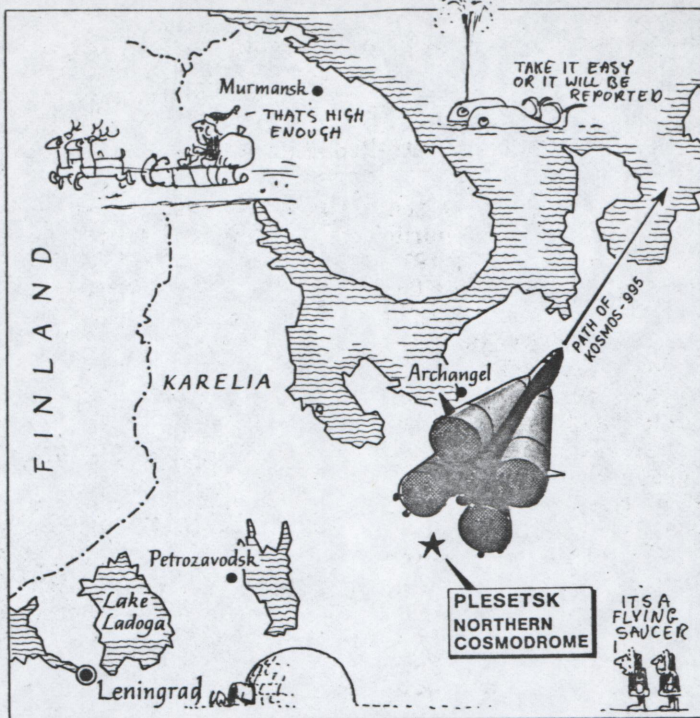 Murmansk
THATS HIGH
ENOUGH
TAKE IT EASY
OR IT WILL BE
REPORTED
FINLAND
KARELIA
Archangel
PATH OF
KOSMOS-995
Petrozavodsk
Lake
Ladoga
Leningrad
PLESETSK
NORTHERN
COSMODROME
ITS A
FLYING
SAUCER
!